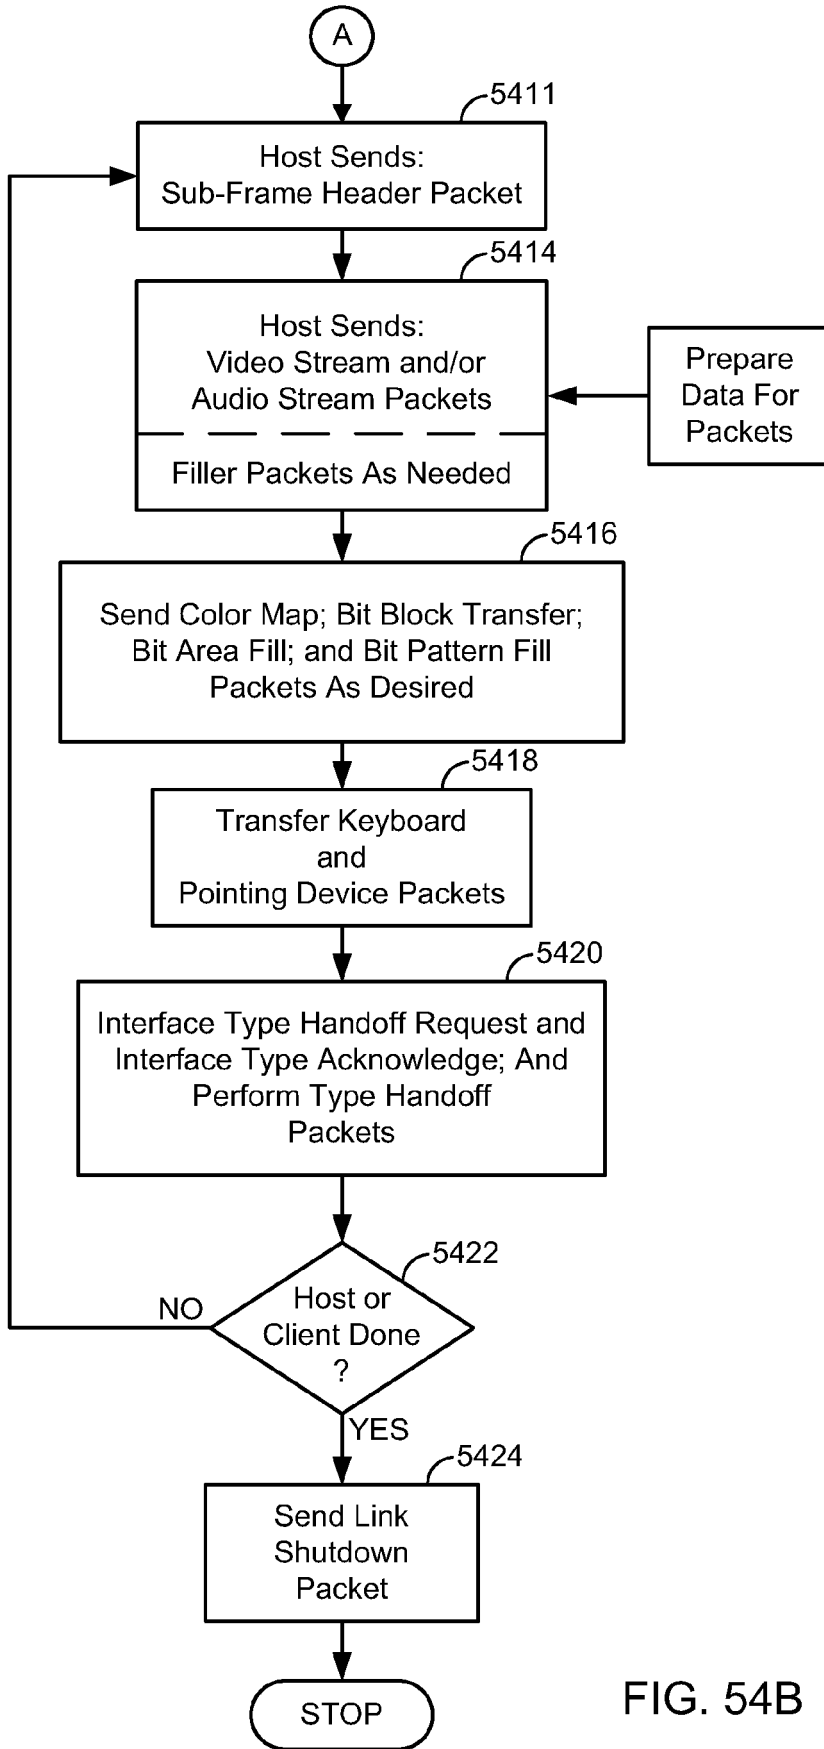 A
5411
Host Sends:
Sub-Frame Header Packet
5414
Host Sends:
Video Stream and/or
Audio Stream Packets
Filler Packets As Needed
Prepare
Data For
Packets
5416
Send Color Map; Bit Block Transfer;
Bit Area Fill; and Bit Pattern Fill
Packets As Desired
5418
Transfer Keyboard
and
Pointing Device Packets
5420
Interface Type Handoff Request and
Interface Type Acknowledge; And
Perform Type Handoff
Packets
5422
Host or
Client Done
?
NO
YES
5424
Send Link
Shutdown
Packet
STOP
FIG. 54B